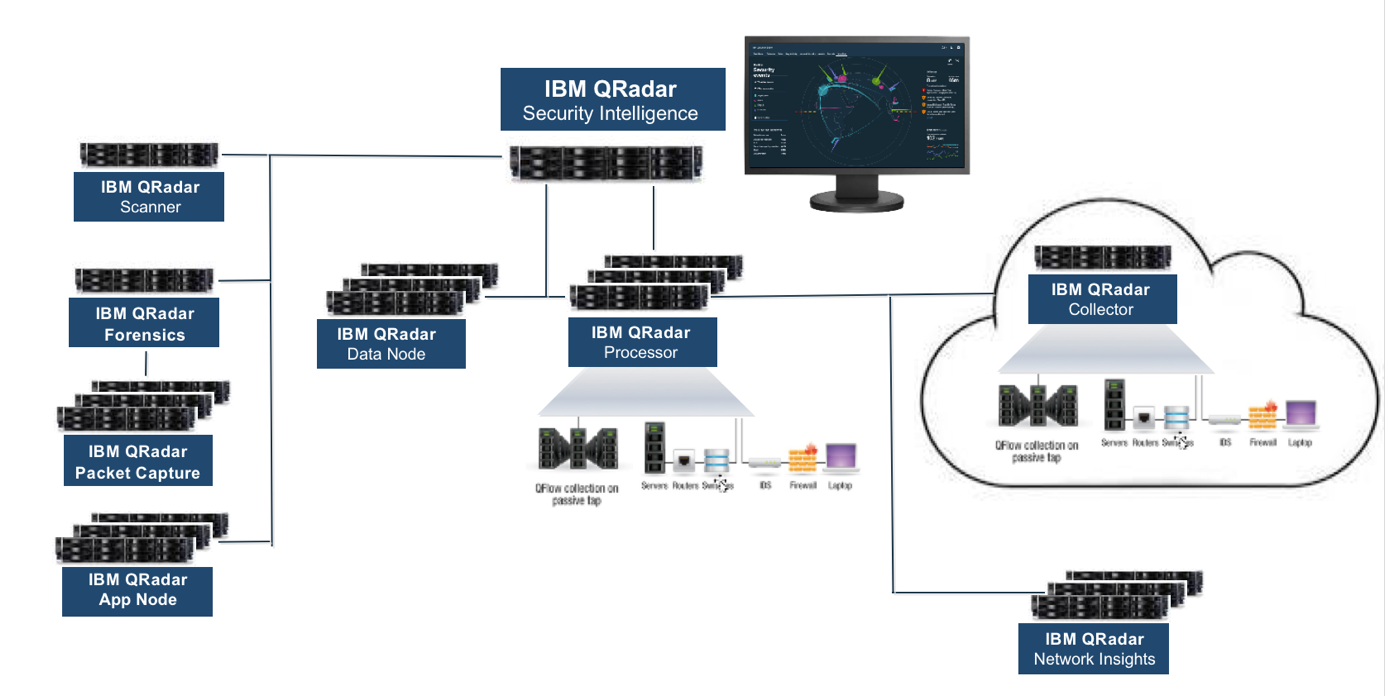 IBM QRadar
Security Intelligence
Security
events
IBM QRadar
Scanner
IBM QRadar
Forensics
IBM QRadar
Packet Capture
IBM QRadar
App Node
IBM QRadar
Data Node
IBM QRadar
Processor
QFlow collection on
passive tap
Servers Routers IDS Firewall Laptop
IBM QRadar
Collector
QFlow collection on
passive tap
Servers Routers IDS Firewall Laptop
IBM QRadar
Network Insights